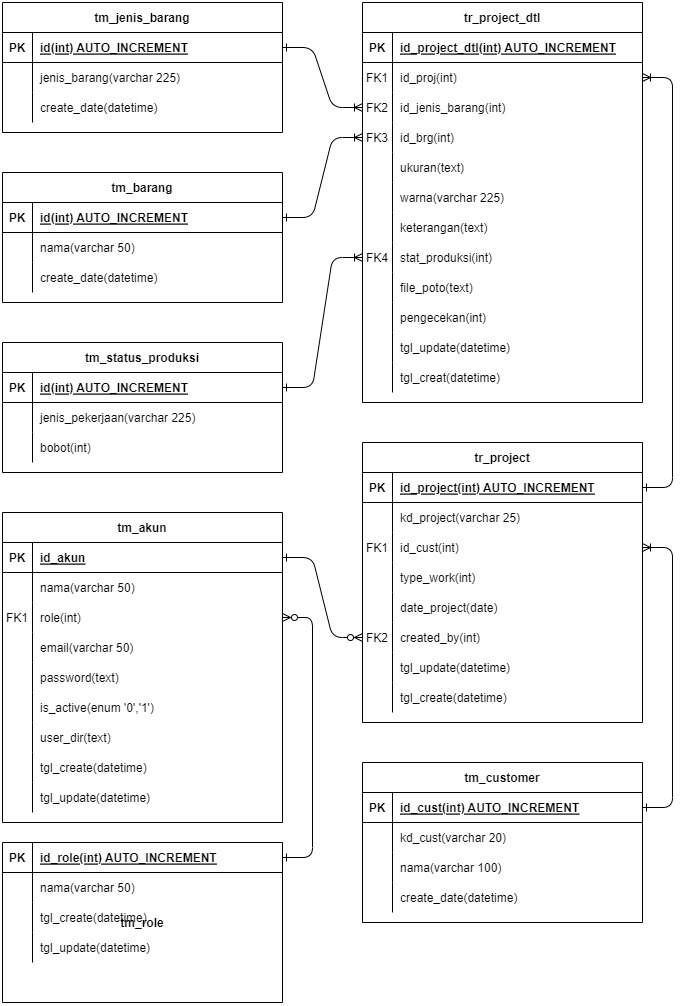 tm_jenis_barang
PK id(int) AUTO_INCREMENT
jenis_barang(varchar 225)
create_date(datetime)
tm_barang
PK id(int) AUTO_INCREMENT
nama(varchar 50)
create_date(datetime)
tm_status_produksi
PK id(int) AUTO_INCREMENT
jenis_pekerjaan(varchar 225)
bobot(int)
tm_akun
PK id_akun
nama(varchar 50)
FK1 role(int)
email(varchar 50)
password(text)
is_active(enum '0','1')
user_dir(text)
tgl_create(datetime)
tgl_update(datetime)
PK id_role(int) AUTO_INCREMENT
nama(varchar 50)
tgl_create(datetime)
tm_role
tgl_update(datetime)
tr_project_dtl
PK id_project_dtl(int) AUTO_INCREMENT
FK1 id_proj(int)
FK2 id_jenis_barang(int)
FK3 id_brg(int)
ukuran(text)
warna(varchar 225)
keterangan(text)
FK4 stat_produksi(int)
file_poto(text)
pengecekan(int)
tgl_update(datetime)
tgl_creat(datetime)
tr_project
PK id_project(int) AUTO_INCREMENT
kd_project(varchar 25)
FK1 id_cust(int)
type_work(int)
date_project(date)
FK2 created_by(int)
tgl_update(datetime)
tgl_create(datetime)
tm_customer
PK id_cust(int) AUTO_INCREMENT
kd_cust(varchar 20)
nama(varchar 100)
create_date(datetime)